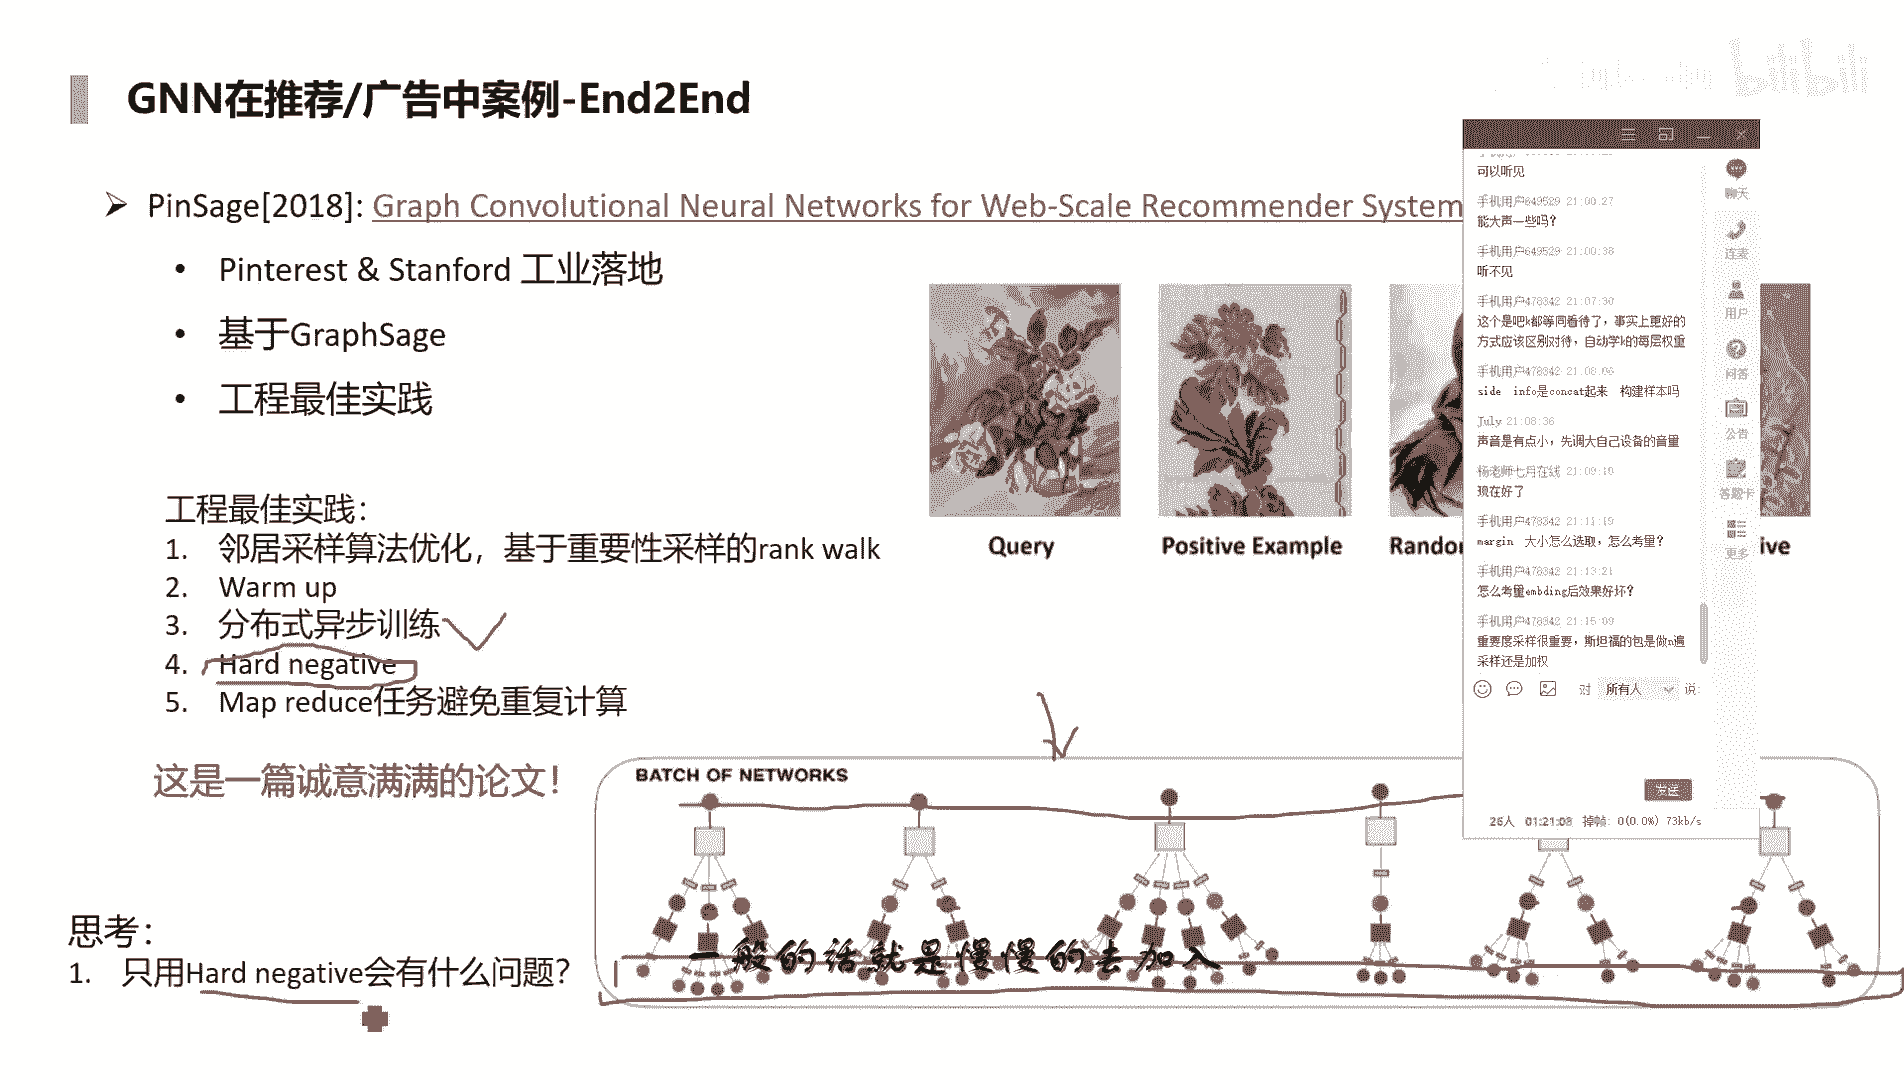 GNN在推荐/广告中案例-End2End
bilibili
PinSage[2018]: Graph Convolutional Neural Networks for Web-Scale Recommender System
• Pinterest & Stanford 工业落地
• 基于GraphSage
• 工程最佳实践
工程最佳实践：
1. 邻居采样算法优化，基于重要性采样的rank walk
2. Warm up
3. 分布式异步训练
4. Hard negative
5. Map reduce任务避免重复计算
这是一篇诚意满满的论文！
思考：
1. 只用Hard negative会有什么问题？
Query
Positive Example
Rando
ive
BATCH OF NETWORKS
一般的话就是慢慢的去加入
可以听见
手机用户649529 21:00:27
能大声一些吗？
手机用户649529 21:00:38
听不见
手机用户478342 21:07:30
这个是吧k都等同看待了，事实上更好的
方式应该区别对待，自动学k的每层权重
手机用户478342 21:08:06
side info是concat起来 构建样本吗
July 21:08:36
声音是有点小，先调大自己设备的音量
杨老师七月在线 21:09:10
现在好了
手机用户478342 21:11:19
margin 大小怎么选取，怎么考量？
手机用户478342 21:13:21
怎么考量embding后效果好坏？
手机用户478342 21:15:09
重要度采样很重要，斯坦福的包是做n遍
采样还是加权
对 所有人 说:
发送
26人 01:21:08 掉帧: 0(0.0%) 73kb/s
聊天
连麦
用户
问答
公告
答题卡
更多